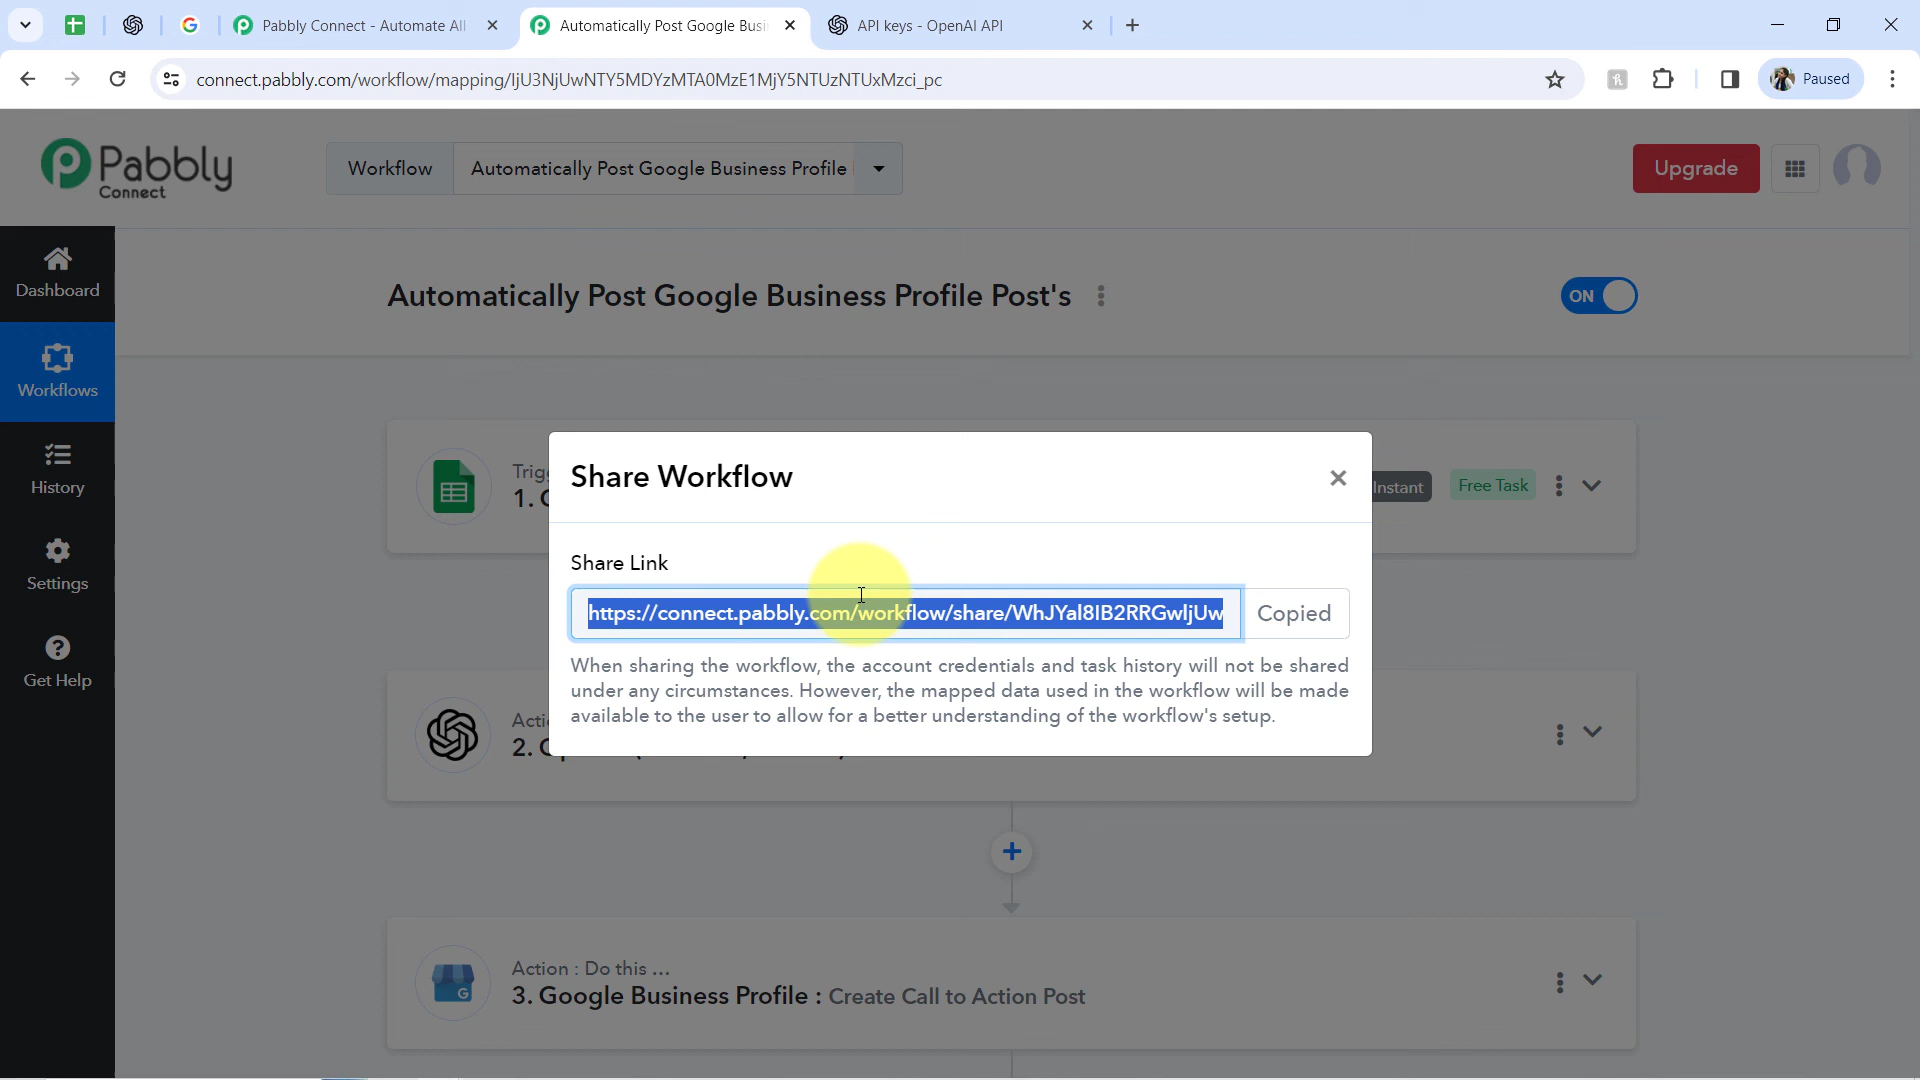 Pabbly Connect - Automate All
Automatically Post Google Busi
API keys - OpenAI API
connect.pabbly.com/workflow/mapping/IjU3NjUwNTY5MDYzMTA0MzE1MjY5NTUzNTUxMzci_pc
Paused
Pabbly
Connect
Workflow
Automatically Post Google Business Profile
Upgrade
Dashboard
Automatically Post Google Business Profile Post's
ON
Workflows
History
Settings
Get Help
Trig
1. G
Instant
Free Task
Share Workflow
Share Link
https://connect.pabbly.com/workflow/share/WhJYal8IB2RRGwljUw
Copied
When sharing the workflow, the account credentials and task history will not be shared
under any circumstances. However, the mapped data used in the workflow will be made
available to the user to allow for a better understanding of the workflow's setup.
Actio
2. O
Action : Do this ...
3. Google Business Profile : Create Call to Action Post